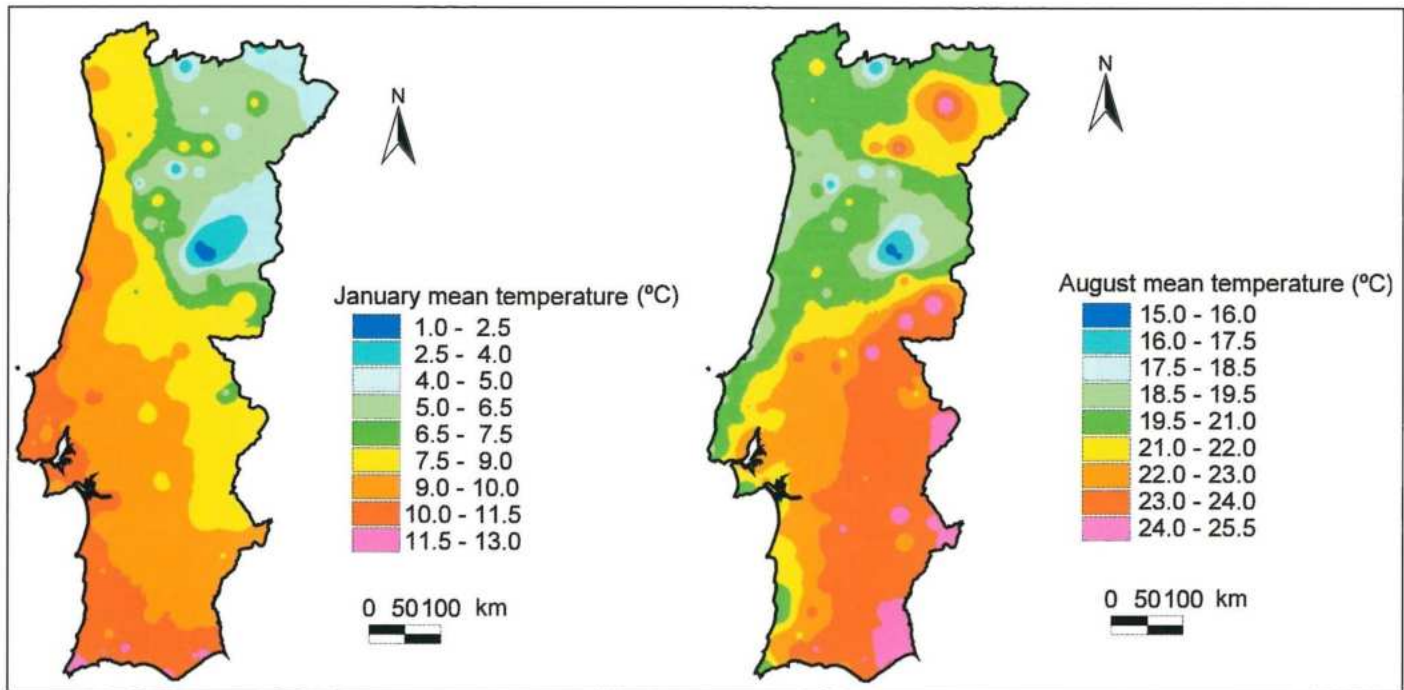 N
January mean temperature (ºC)
1.0 - 2.5
2.5 - 4.0
4.0 - 5.0
5.0 - 6.5
6.5 - 7.5
7.5 - 9.0
9.0 - 10.0
10.0 - 11.5
11.5 - 13.0
0 50 100 km
N
August mean temperature (ºC)
15.0 - 16.0
16.0 - 17.5
17.5 - 18.5
18.5 - 19.5
19.5 - 21.0
21.0 - 22.0
22.0 - 23.0
23.0 - 24.0
24.0 - 25.5
0 50 100 km